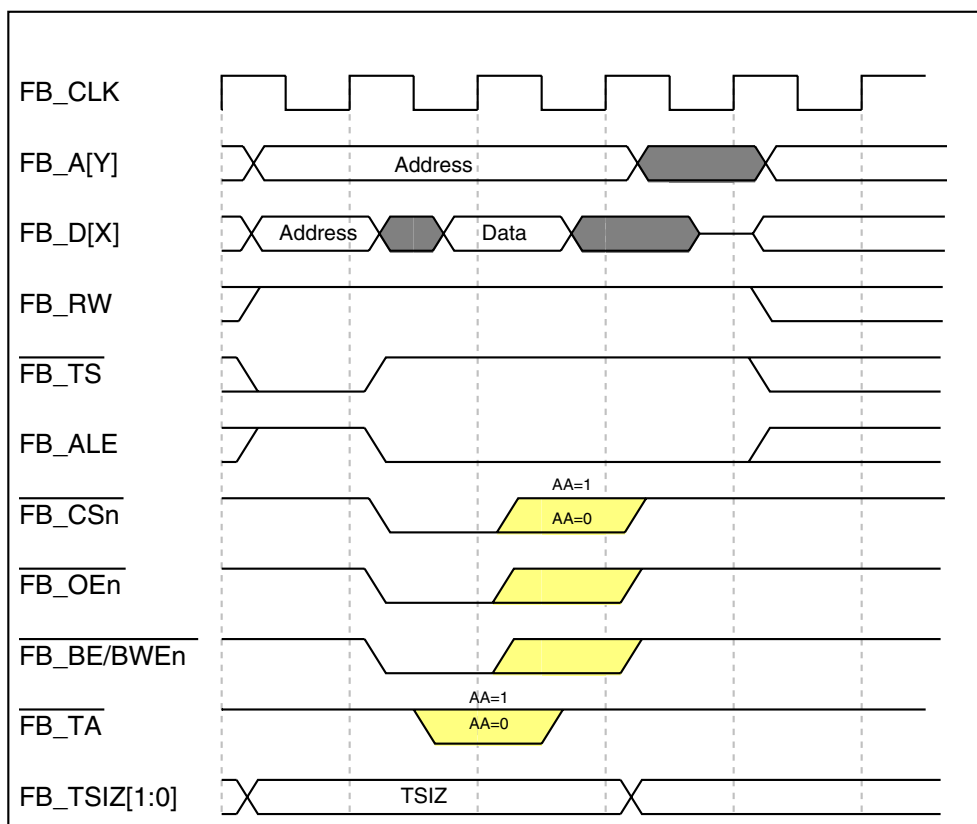 FB_CLK
FB_A[Y]
Address
FB_D[X]
Address
Data
FB_RW
FB_TS
FB_ALE
FB_CSn
AA=1
AA=0
FB_OEn
FB_BE/BWEn
FB_TA
AA=1
AA=0
FB_TSIZ[1:0]
TSIZ